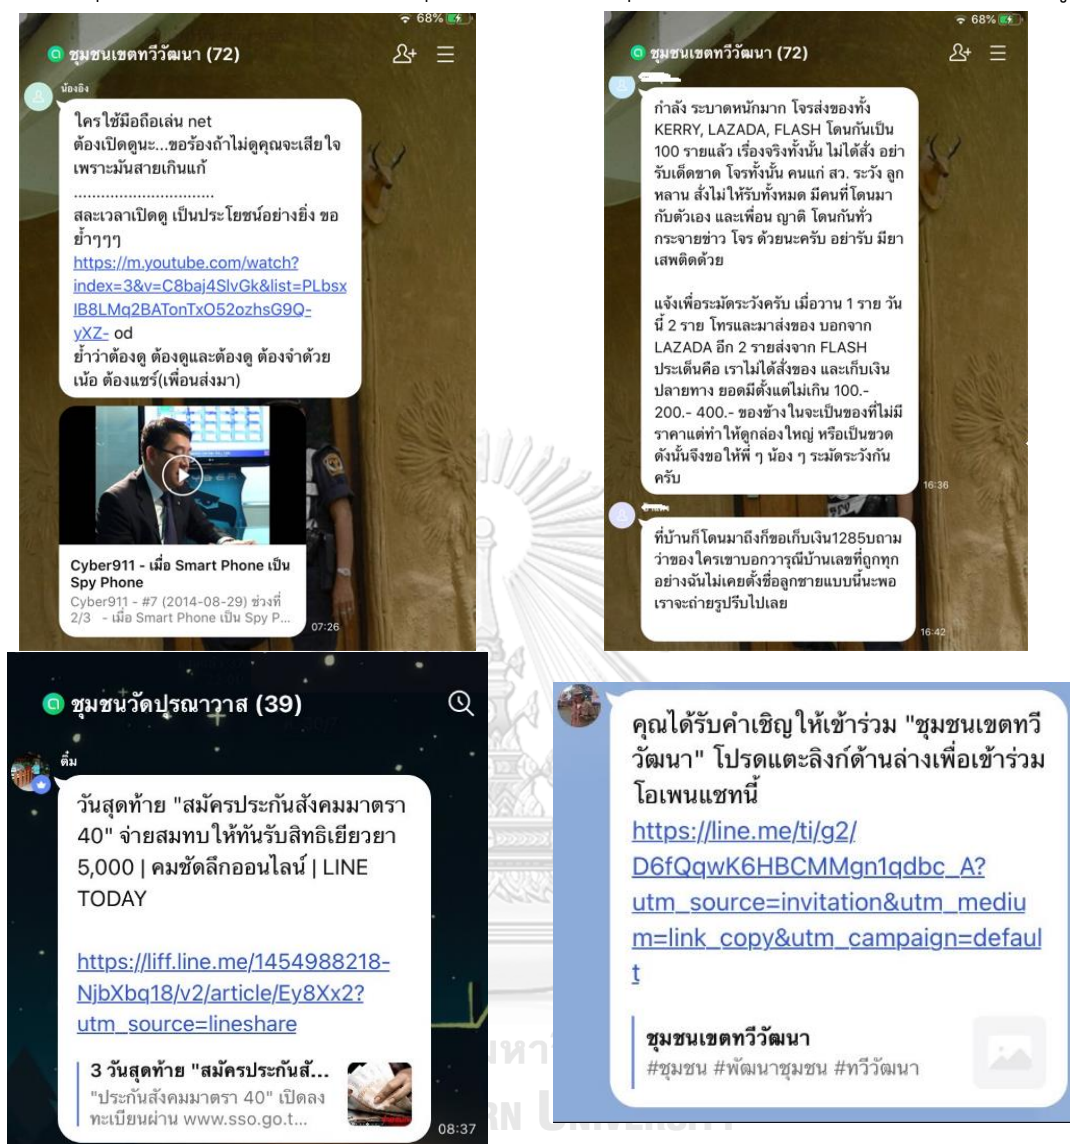 68%
ชุมชนเขตทวีวัฒนา (72)
น้องอิง
ใครใช้มือถือเล่น net
ต้องเปิดดูนะ...ขอร้องถ้าไม่ดูคุณจะเสียใจ
เพราะมันสายเกินแก้
..............................
สละเวลาเปิดดู เป็นประโยชน์อย่างยิ่ง ขอ
ย้ำๆๆๆ
https://m.youtube.com/watch?
index=3&v=C8baj4SlvGk&list=PLbsx
IB8LMq2BATonTxO52ozhsG9Q-
yXZ- od
ย้ำว่าต้องดู ต้องดูและต้องดู ต้องจำด้วย
เน้อ ต้องแชร์(เพื่อนส่งมา)
Cyber911 - เมื่อ Smart Phone เป็น
Spy Phone
Cyber911 - #7 (2014-08-29) ช่วงที่
2/3 - เมื่อ Smart Phone เป็น Spy P...
07:26
68%
ชุมชนเขตทวีวัฒนา (72)
กำลัง ระบาดหนักมาก โจรส่งของทั้ง
KERRY, LAZADA, FLASH โดนกันเป็น
100 รายแล้ว เรื่องจริงทั้งนั้น ไม่ได้สั่ง อย่า
รับเด็ดขาด โจรทั้งนั้น คนแก่ สว. ระวัง ลูก
หลาน สั่งไม่ให้รับทั้งหมด มีคนที่โดนมา
กับตัวเอง และเพื่อน ญาติ โดนกันทั่ว
กระจายข่าว โจร ด้วยนะครับ อย่ารับ มียา
เสพติดด้วย
แจ้งเพื่อระมัดระวังครับ เมื่อวาน 1 ราย วัน
นี้ 2 ราย โทรและมาส่งของ บอกจาก
LAZADA อีก 2 รายส่งจาก FLASH
ประเด็นคือ เราไม่ได้สั่งของ และเก็บเงิน
ปลายทาง ยอดมีตั้งแต่ไม่เกิน 100.-
200.- 400.- ของข้างในจะเป็นของที่ไม่มี
ราคาแต่ทำให้ดูกล่องใหญ่ หรือเป็นขวด
ดังนั้นจึงขอให้พี่ ๆ น้อง ๆ ระมัดระวังกัน
ครับ
16:36
ที่บ้านก็โดนมาถึงก็ขอเก็บเงิน1285บถาม
ว่าของใครเขาบอกวารุณีบ้านเลขที่ถูกทุก
อย่างฉันไม่เคยตั้งชื่อลูกชายแบบนี้นะพอ
เราจะถ่ายรูปรีบไปเลย
16:42
ชุมชนวัดปุรณาวาส (39)
ติ๋ม
วันสุดท้าย "สมัครประกันสังคมมาตรา
40" จ่ายสมทบให้ทันรับสิทธิเยียวยา
5,000 | คมชัดลึกออนไลน์ | LINE
TODAY
https://liff.line.me/1454988218-
NjbXbq18/v2/article/Ey8Xx2?
utm_source=lineshare
3 วันสุดท้าย "สมัครประกันสั...
"ประกันสังคมมาตรา 40" เปิดลง
ทะเบียนผ่าน www.sso.go.t...
08:37
คุณได้รับคำเชิญให้เข้าร่วม "ชุมชนเขตทวี
วัฒนา" โปรดแตะลิงก์ด้านล่างเพื่อเข้าร่วม
โอเพนแชทนี้
https://line.me/ti/g2/
D6fQqwK6HBCMMgn1qdbc_A?
utm_source=invitation&utm_mediu
m=link_copy&utm_campaign=defaul
t
ชุมชนเขตทวีวัฒนา
#ชุมชน #พัฒนาชุมชน #ทวีวัฒนา